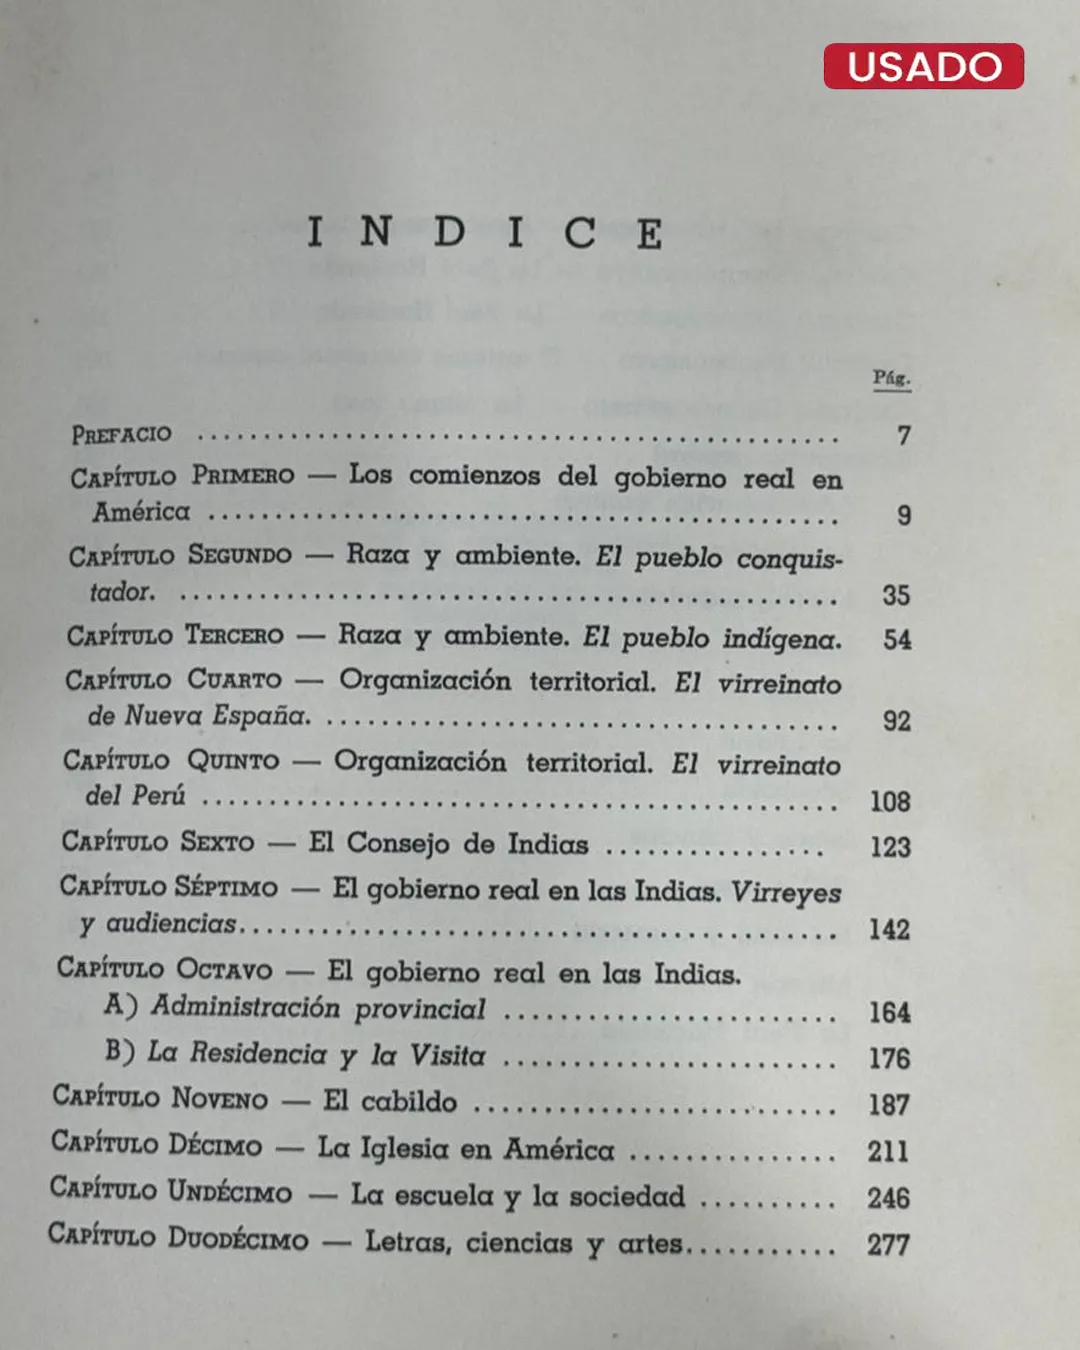 USADO
INDICE
Pág.
PREFACIO ................................................ 7
CAPÍTULO PRIMERO — Los comienzos del gobierno real en
América ................................................ 9
CAPÍTULO SEGUNDO — Raza y ambiente. El pueblo conquis-
tador. ................................................ 35
CAPÍTULO TERCERO — Raza y ambiente. El pueblo indígena. 54
CAPÍTULO CUARTO — Organización territorial. El virreinato
de Nueva España. ...................................... 92
CAPÍTULO QUINTO — Organización territorial. El virreinato
del Perú ................................................ 108
CAPÍTULO SEXTO — El Consejo de Indias ................ 123
CAPÍTULO SÉPTIMO — El gobierno real en las Indias. Virreyes
y audiencias............................................ 142
CAPÍTULO OCTAVO — El gobierno real en las Indias.
A) Administración provincial ......................... 164
B) La Residencia y la Visita ......................... 176
CAPÍTULO NOVENO — El cabildo ........................... 187
CAPÍTULO DÉCIMO — La Iglesia en América ............... 211
CAPÍTULO UNDÉCIMO — La escuela y la sociedad .......... 246
CAPÍTULO DUODÉCIMO — Letras, ciencias y artes........... 277